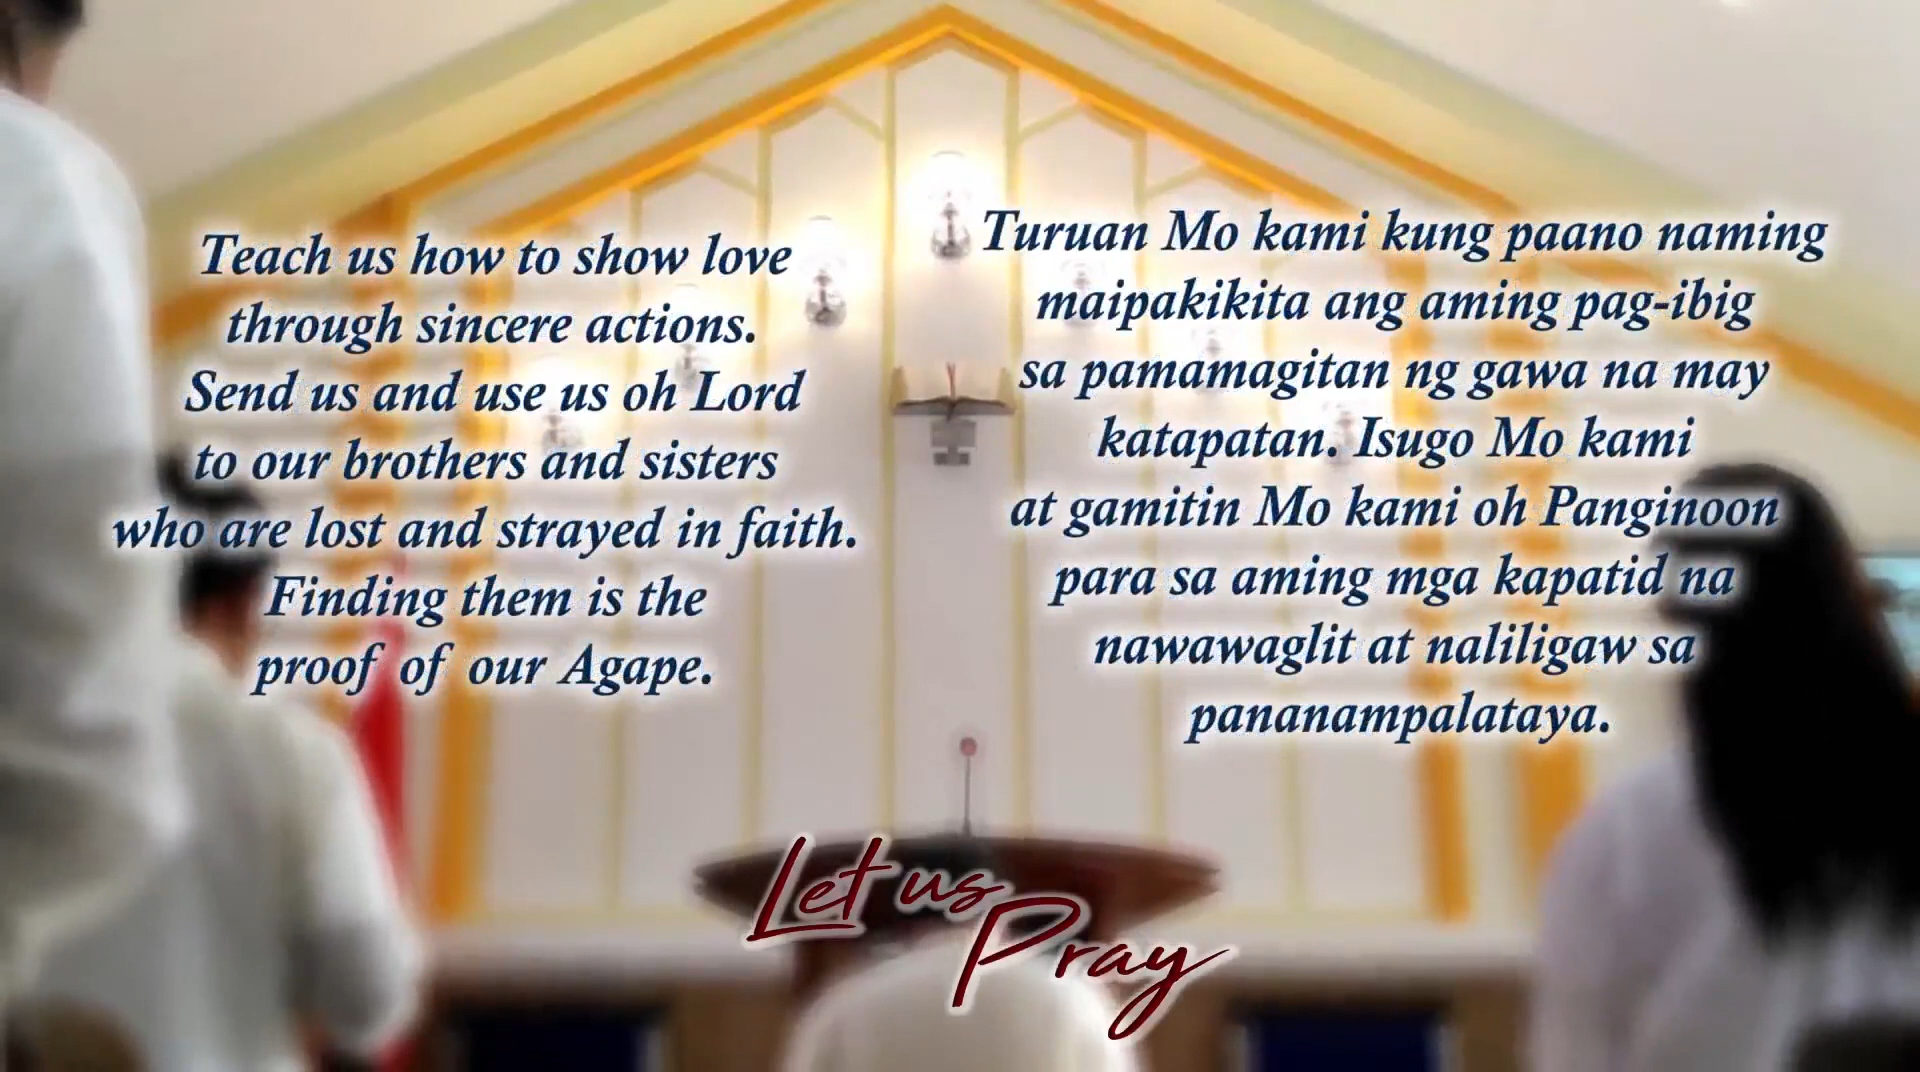 Teach us how to show love
through sincere actions.
Send us and use us oh Lord
to our brothers and sisters
who are lost and strayed in faith.
Finding them is the
proof of our Agape.
Turuan Mo kami kung paano naming
maipakikita ang aming pag-ibig
sa pamamagitan ng gawa na may
katapatan. Isugo Mo kami
at gamitin Mo kami oh Panginoon
para sa aming mga kapatid na
nawawaglit at naliligaw sa
pananampalataya.
Let us
Pray